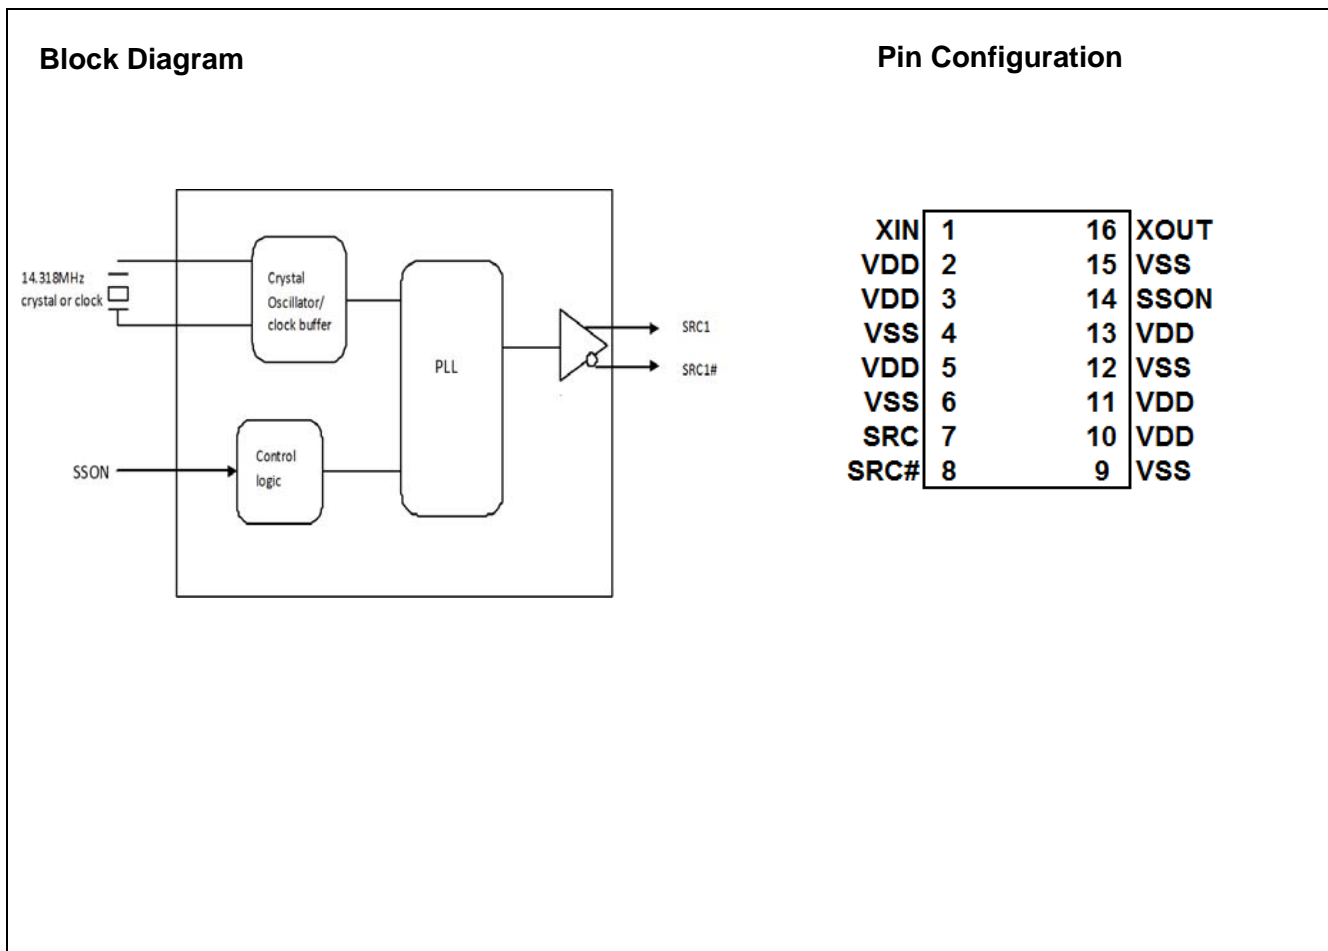 Block Diagram
14.318MHz
crystal or clock
Crystal
Oscillator/
clock buffer
PLL
SRC1
SRC1#
SSON
Control
logic
Pin Configuration
XIN 1 16 XOUT
VDD 2 15 VSS
VDD 3 14 SSON
VSS 4 13 VDD
VDD 5 12 VSS
VSS 6 11 VDD
SRC 7 10 VDD
SRC# 8 9 VSS